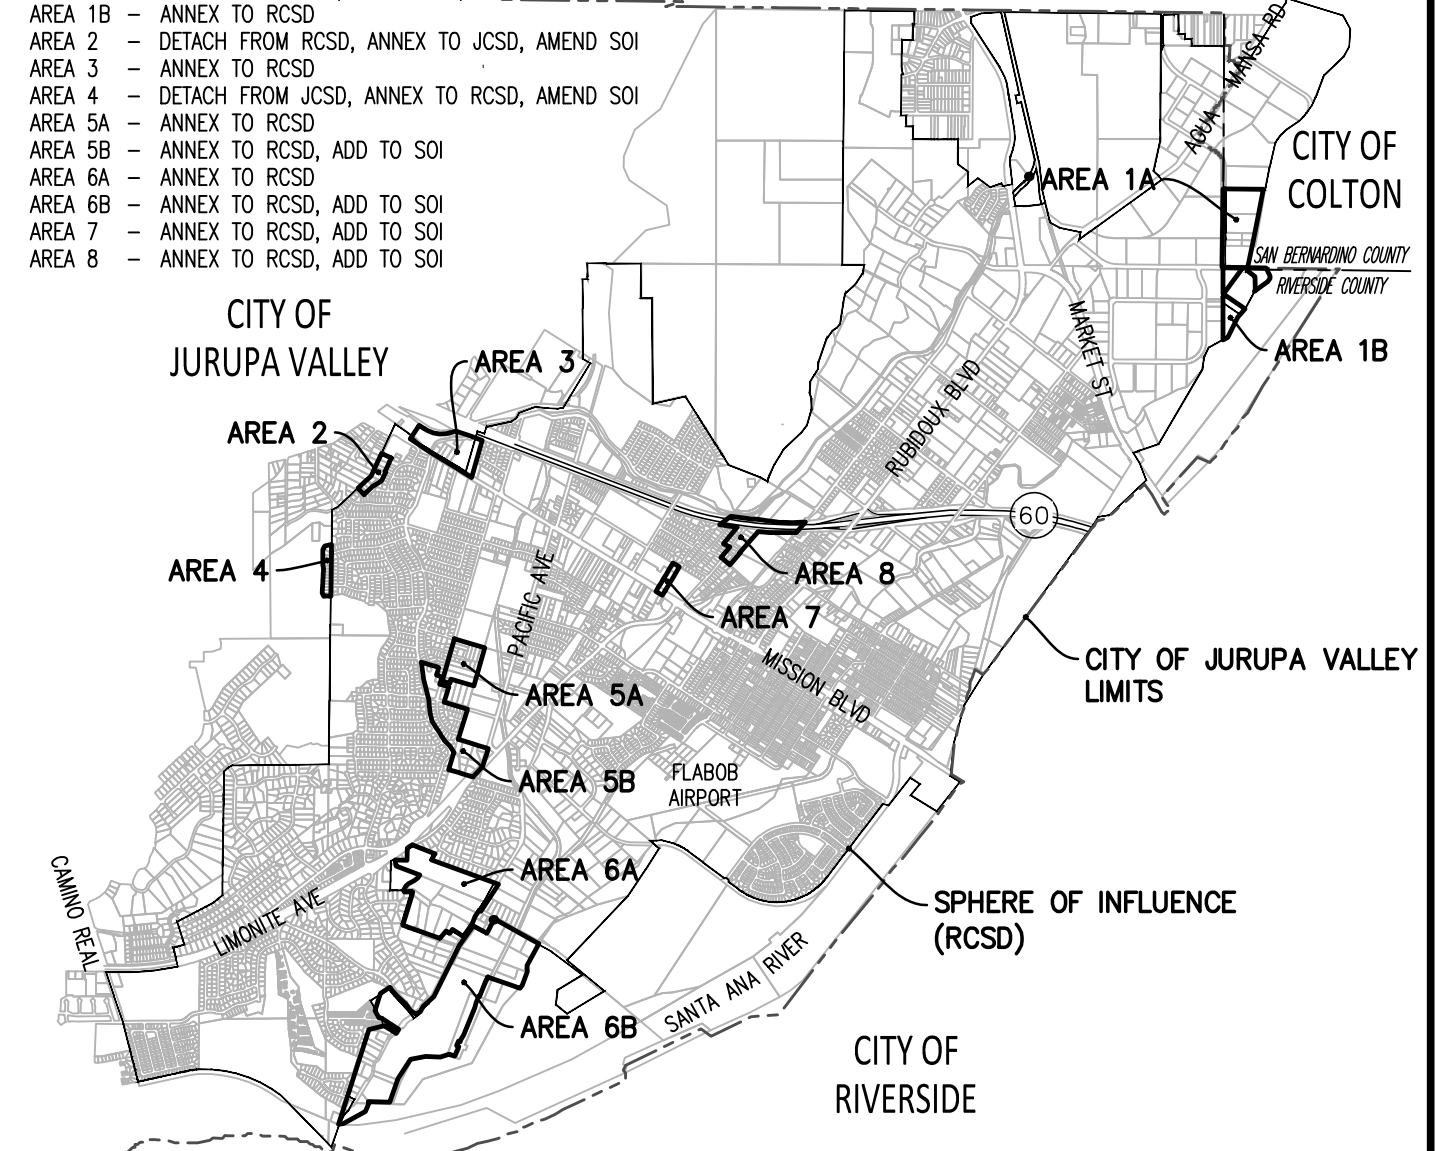 AREA 1B – ANNEX TO RCSD
AREA 2 – DETACH FROM RCSD, ANNEX TO JCSD, AMEND SOI
AREA 3 – ANNEX TO RCSD
AREA 4 – DETACH FROM JCSD, ANNEX TO RCSD, AMEND SOI
AREA 5A – ANNEX TO RCSD
AREA 5B – ANNEX TO RCSD, ADD TO SOI
AREA 6A – ANNEX TO RCSD
AREA 6B – ANNEX TO RCSD, ADD TO SOI
AREA 7 – ANNEX TO RCSD, ADD TO SOI
AREA 8 – ANNEX TO RCSD, ADD TO SOI
AGUA MANSA RD
CITY OF
COLTON
AREA 1A
SAN BERNARDINO COUNTY
RIVERSIDE COUNTY
CITY OF
JURUPA VALLEY
MARKET ST
AREA 1B
AREA 3
RUBIDOUX BLVD
AREA 2
60
AREA 4
PACIFIC AVE
AREA 8
AREA 7
MISSION BLVD
CITY OF JURUPA VALLEY
LIMITS
AREA 5A
AREA 5B
FLABOB
AIRPORT
AREA 6A
CAMINO REAL
LIMONITE AVE
SPHERE OF INFLUENCE
(RCSD)
SANTA ANA RIVER
AREA 6B
CITY OF
RIVERSIDE